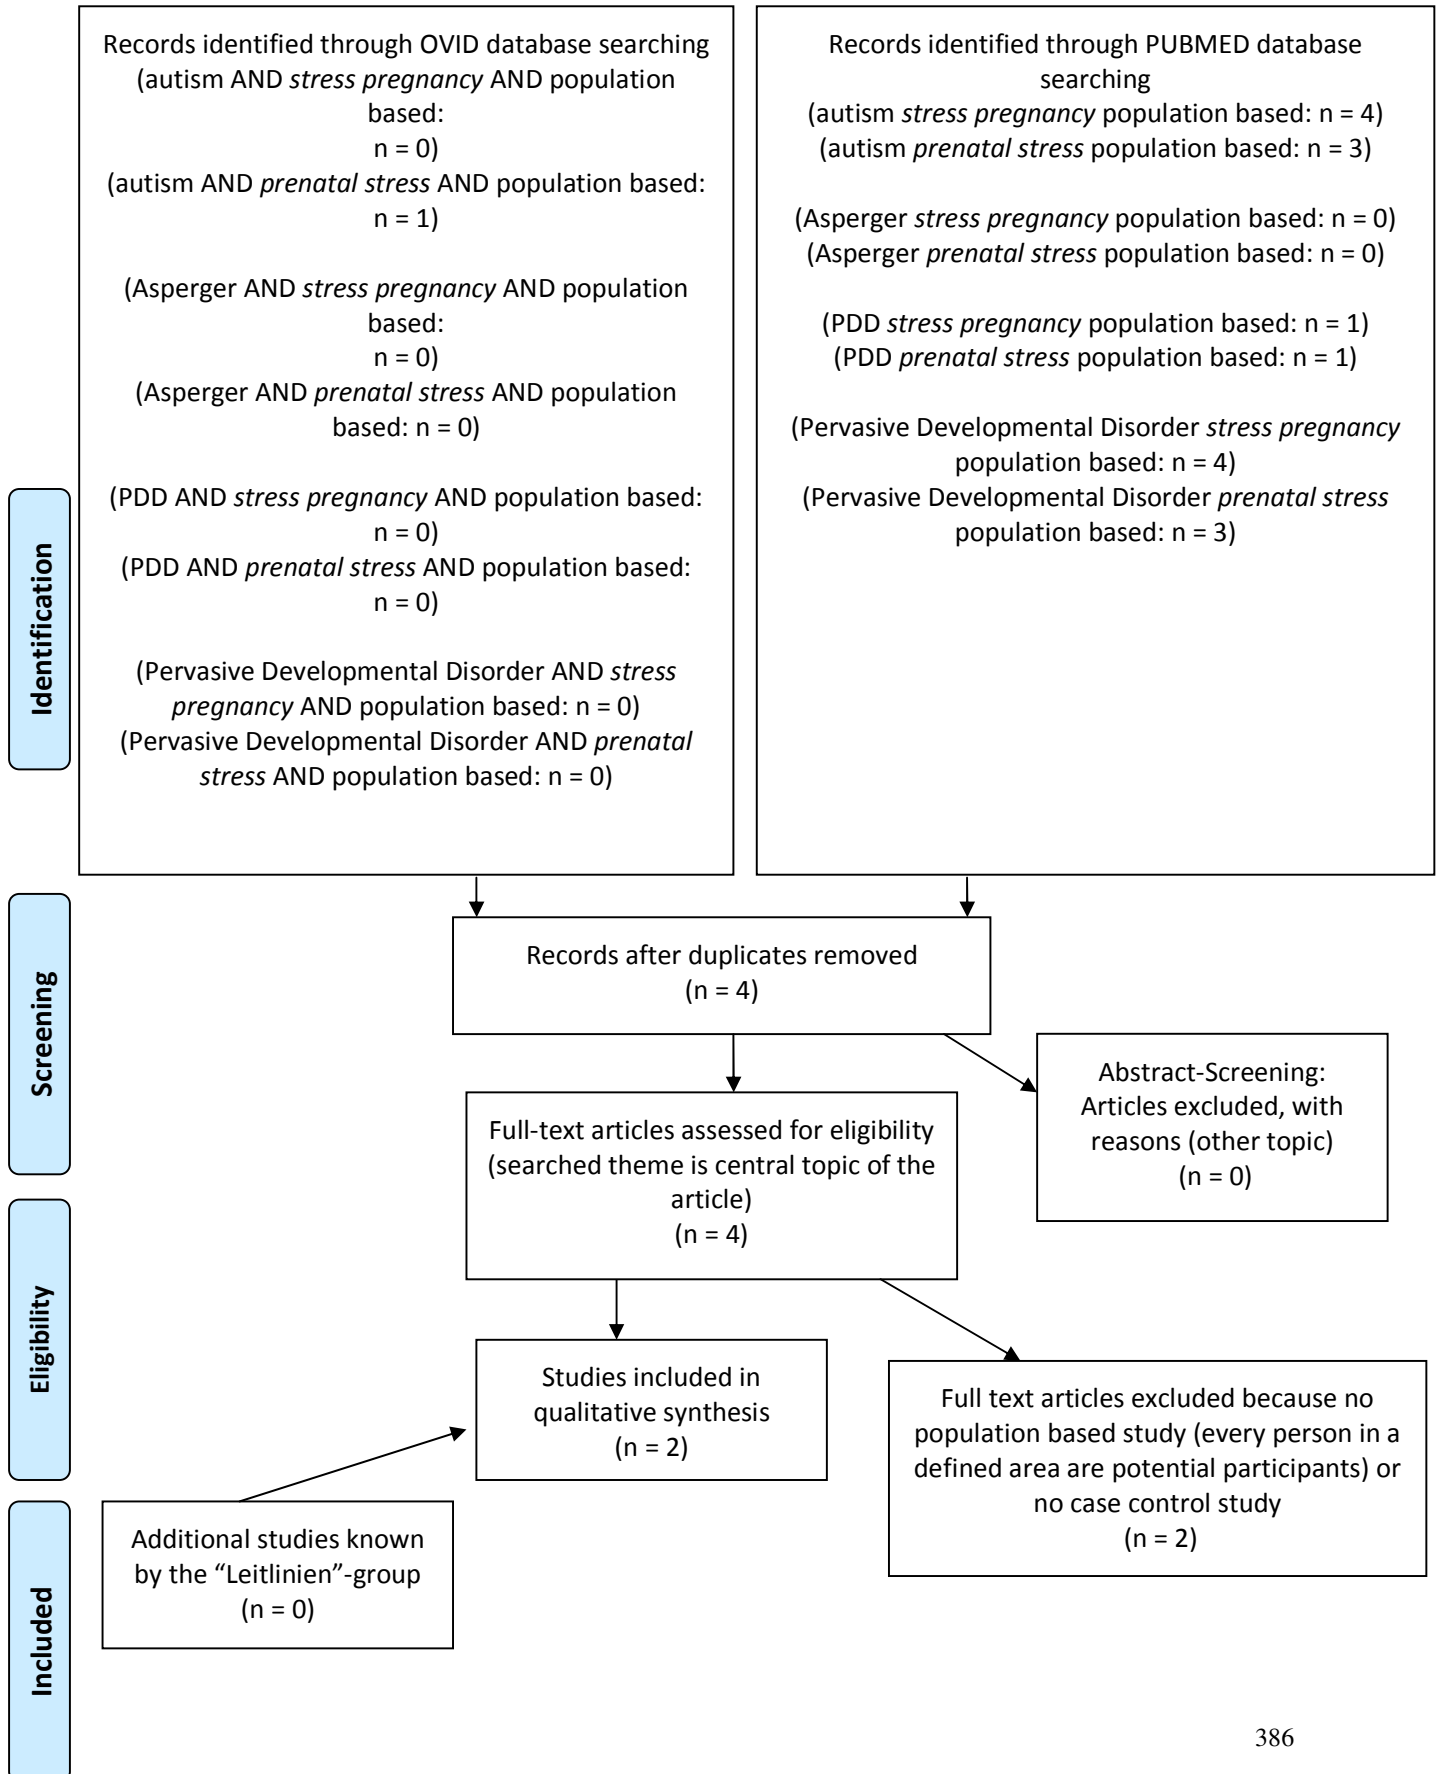 Records identified through OVID database searching
(autism AND stress pregnancy AND population
based:
n = 0)
(autism AND prenatal stress AND population based:
n = 1)
(Asperger AND stress pregnancy AND population
based:
n = 0)
(Asperger AND prenatal stress AND population
based: n = 0)
(PDD AND stress pregnancy AND population based:
n = 0)
(PDD AND prenatal stress AND population based:
n = 0)
(Pervasive Developmental Disorder AND stress
pregnancy AND population based: n = 0)
(Pervasive Developmental Disorder AND prenatal
stress AND population based: n = 0)
Records identified through PUBMED database
searching
(autism stress pregnancy population based: n = 4)
(autism prenatal stress population based: n = 3)
(Asperger stress pregnancy population based: n = 0)
(Asperger prenatal stress population based: n = 0)
(PDD stress pregnancy population based: n = 1)
(PDD prenatal stress population based: n = 1)
(Pervasive Developmental Disorder stress pregnancy
population based: n = 4)
(Pervasive Developmental Disorder prenatal stress
population based: n = 3)
Identification
Screening
Records after duplicates removed
(n = 4)
Abstract-Screening:
Articles excluded, with
reasons (other topic)
(n = 0)
Full-text articles assessed for eligibility
(searched theme is central topic of the
article)
(n = 4)
Eligibility
Studies included in
qualitative synthesis
(n = 2)
Full text articles excluded because no
population based study (every person in a
defined area are potential participants) or
no case control study
(n = 2)
Included
Additional studies known
by the “Leitlinien”-group
(n = 0)
386